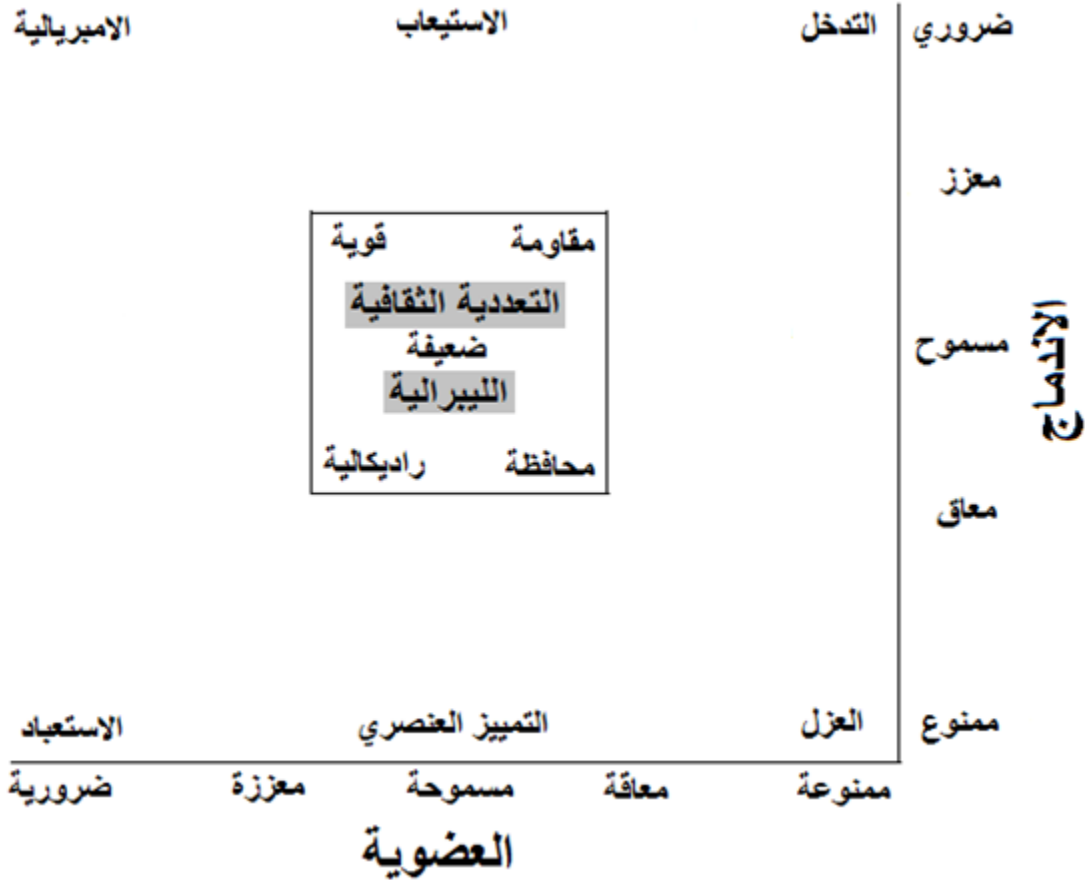 ضروري التدخل الاستيعاب الامبريالية
معزز
مقاومة قوية
التعددية الثقافية
مسموح ضعيفة
الليبرالية
محافظة راديكالية
معاق
ممنوع العزل التمييز العنصري الاستعباد
ممنوعة معاقة مسموحة معززة ضرورية
الاندماج
العضوية